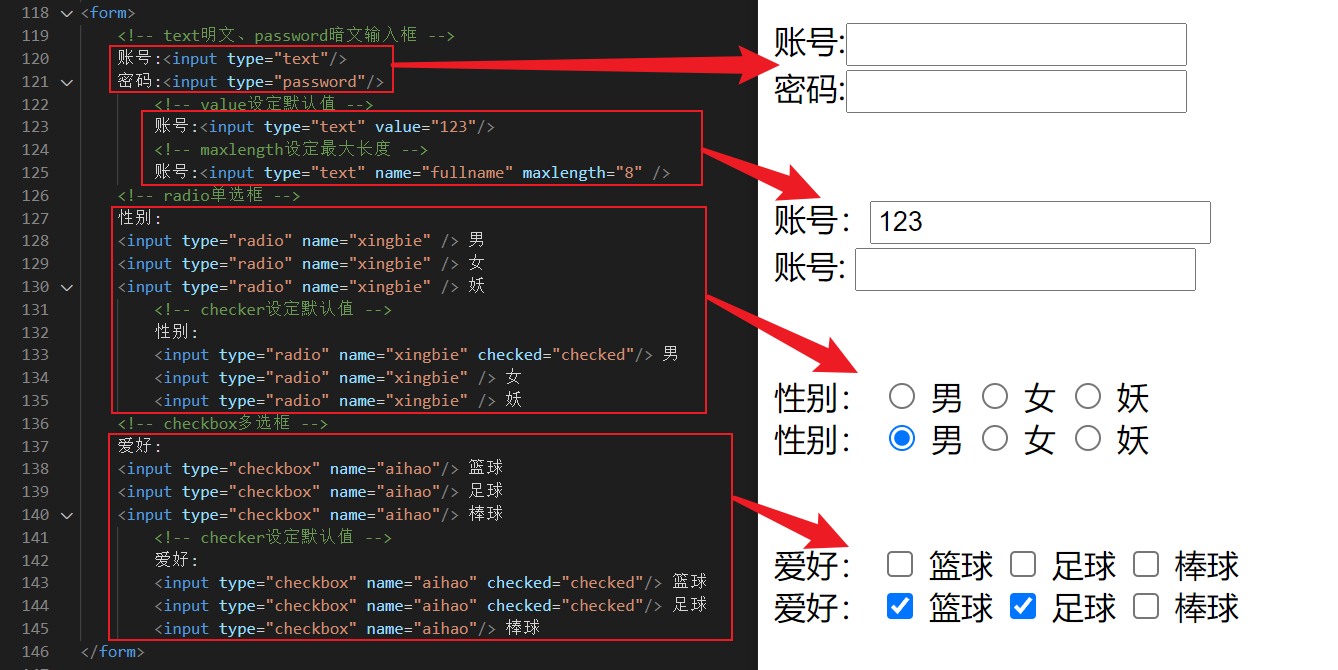 118 <form>
119 <!-- text明文、password暗文输入框 -->
120 账号:<input type="text"/>
121 密码:<input type="password"/>
122 <!-- value设定默认值 -->
123 账号:<input type="text" value="123"/>
124 <!-- maxlength设定最大长度 -->
125 账号:<input type="text" name="fullname" maxlength="8" />
126 <!-- radio单选框 -->
127 性别:
128 <input type="radio" name="xingbie" /> 男
129 <input type="radio" name="xingbie" /> 女
130 <input type="radio" name="xingbie" /> 妖
131 <!-- checker设定默认值 -->
132 性别:
133 <input type="radio" name="xingbie" checked="checked"/> 男
134 <input type="radio" name="xingbie" /> 女
135 <input type="radio" name="xingbie" /> 妖
136 <!-- checkbox多选框 -->
137 爱好:
138 <input type="checkbox" name="aihao"/> 篮球
139 <input type="checkbox" name="aihao"/> 足球
140 <input type="checkbox" name="aihao"/> 棒球
141 <!-- checker设定默认值 -->
142 爱好:
143 <input type="checkbox" name="aihao" checked="checked"/> 篮球
144 <input type="checkbox" name="aihao" checked="checked"/> 足球
145 <input type="checkbox" name="aihao"/> 棒球
146 </form>
账号:
密码:
账号： 123
账号:
性别： 男 女 妖
性别： 男 女 妖
爱好： 篮球 足球 棒球
爱好： 篮球 足球 棒球